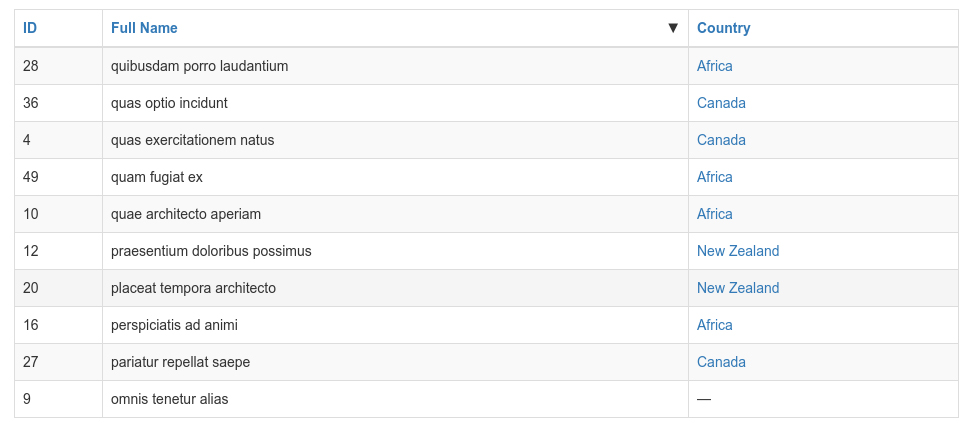 ID Full Name ▼ Country
28 quibusdam porro laudantium Africa
36 quas optio incidunt Canada
4 quas exercitationem natus Canada
49 quam fugiat ex Africa
10 quae architecto aperiam Africa
12 praesentium doloribus possimus New Zealand
20 placeat tempora architecto New Zealand
16 perspiciatis ad animi Africa
27 pariatur repellat saepe Canada
9 omnis tenetur alias —